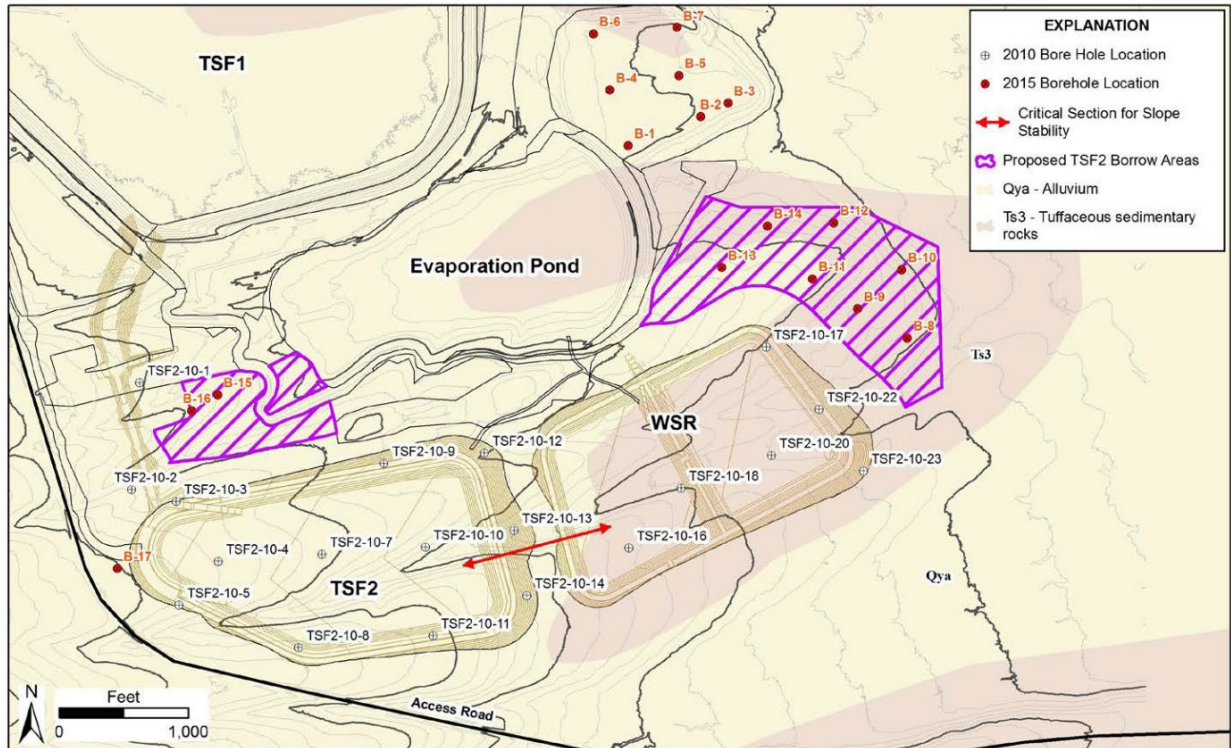 B-7
B-6
TSF1
B-5
B-4
B-3
B-2
B-1
EXPLANATION
2010 Bore Hole Location
2015 Borehole Location
Critical Section for Slope
Stability
Proposed TSF2 Borrow Areas
Qya - Alluvium
Ts3 - Tuffaceous sedimentary
rocks
B-14
B-12
Evaporation Pond
B-13
B-11
B-10
B-9
B-8
TSF2-10-17
Ts3
TSF2-10-1
B-15
B-16
TSF2-10-22
WSR
TSF2-10-12
TSF2-10-20
TSF2-10-9
TSF2-10-23
TSF2-10-2
TSF2-10-3
TSF2-10-18
TSF2-10-13
TSF2-10-10
TSF2-10-16
TSF2-10-4
TSF2-10-7
B-17
Qya
TSF2
TSF2-10-14
TSF2-10-5
TSF2-10-11
TSF2-10-8
N
Feet
0
1,000
Access Road